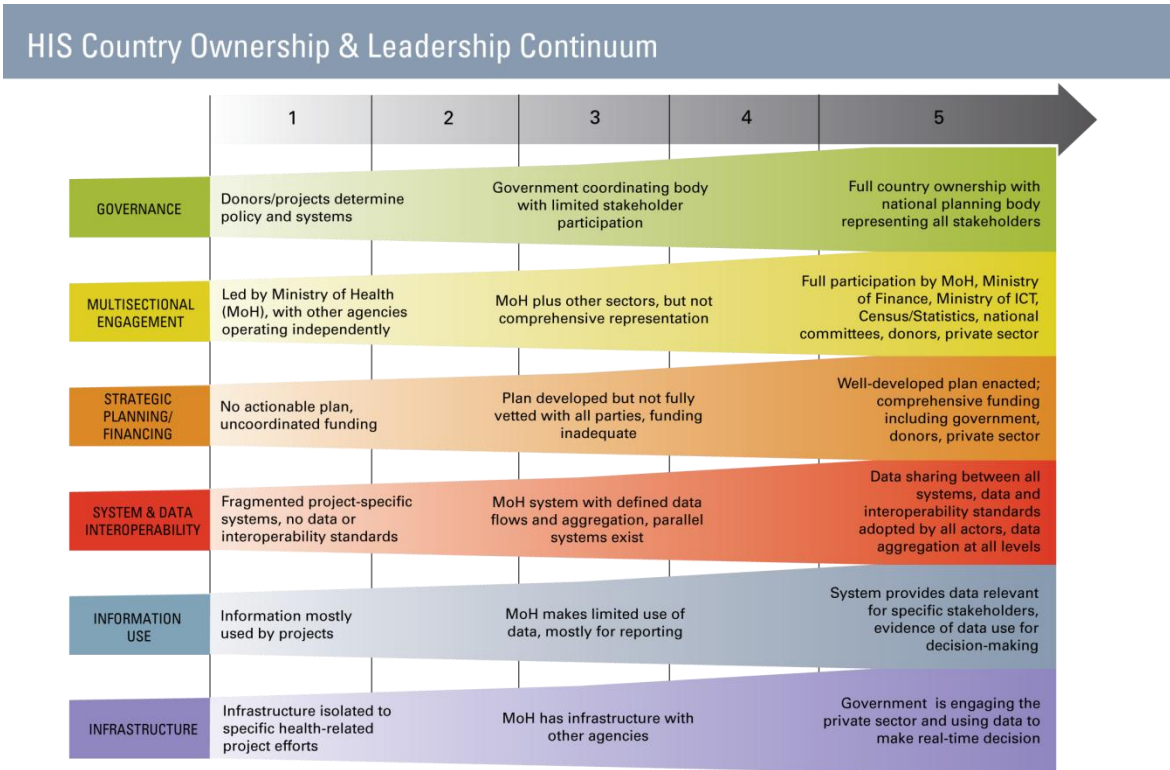 HIS Country Ownership & Leadership Continuum
1
2
3
4
5
GOVERNANCE
Donors/projects determine
policy and systems
Government coordinating body
with limited stakeholder
participation
Full country ownership with
national planning body
representing all stakeholders
MULTISECTIONAL
ENGAGEMENT
Led by Ministry of Health
(MoH), with other agencies
operating independently
MoH plus other sectors, but not
comprehensive representation
Full participation by MoH, Ministry
of Finance, Ministry of ICT,
Census/Statistics, national
committees, donors, private sector
STRATEGIC
PLANNING/
FINANCING
No actionable plan,
uncoordinated funding
Plan developed but not fully
vetted with all parties, funding
inadequate
Well-developed plan enacted;
comprehensive funding
including government,
donors, private sector
SYSTEM & DATA
INTEROPERABILITY
Fragmented project-specific
systems, no data or
interoperability standards
MoH system with defined data
flows and aggregation, parallel
systems exist
Data sharing between all
systems, data and
interoperability standards
adopted by all actors, data
aggregation at all levels
INFORMATION
USE
Information mostly
used by projects
MoH makes limited use of
data, mostly for reporting
System provides data relevant
for specific stakeholders,
evidence of data use for
decision-making
INFRASTRUCTURE
Infrastructure isolated to
specific health-related
project efforts
MoH has infrastructure with
other agencies
Government is engaging the
private sector and using data to
make real-time decision